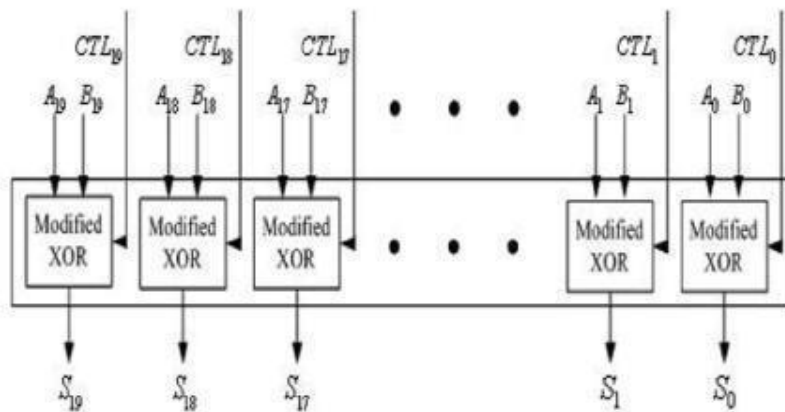 CTL19 CTL18 CTL17 CTL1 CTL0
A19 B19 A18 B18 A17 B17 A1 B1 A0 B0
Modified XOR
Modified XOR
Modified XOR
Modified XOR
Modified XOR
S19 S18 S17 S1 S0